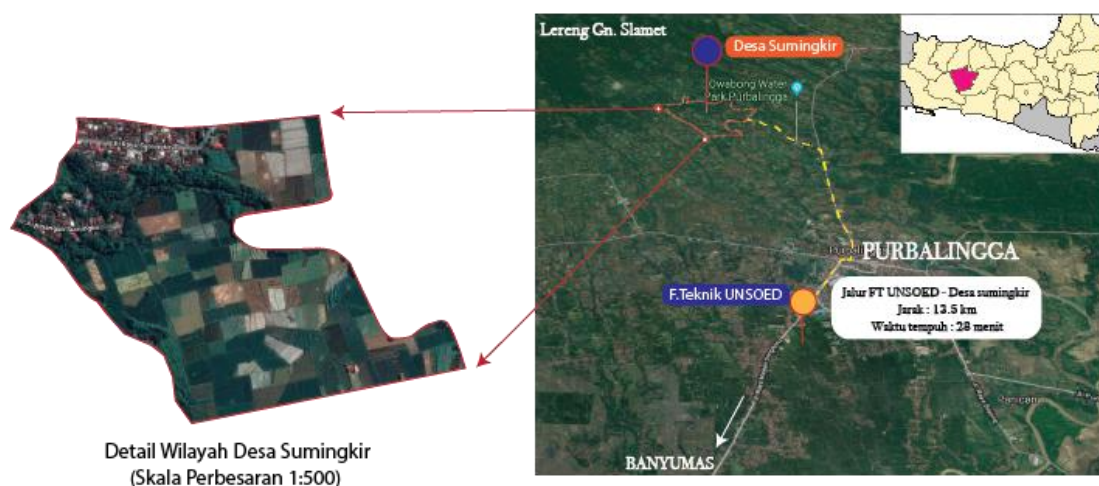 Lereng Gn. Slamet
Desa Sumingkir
Owabong Water
Park Purbalingga
PURBALINGGA
F.Teknik UNSOED
Jalur FT UNSOED - Desa sumingkir
Jarak : 13.5 km
Waktu tempuh : 28 menit
BANYUMAS
Detail Wilayah Desa Sumingkir
(Skala Perbesaran 1:500)